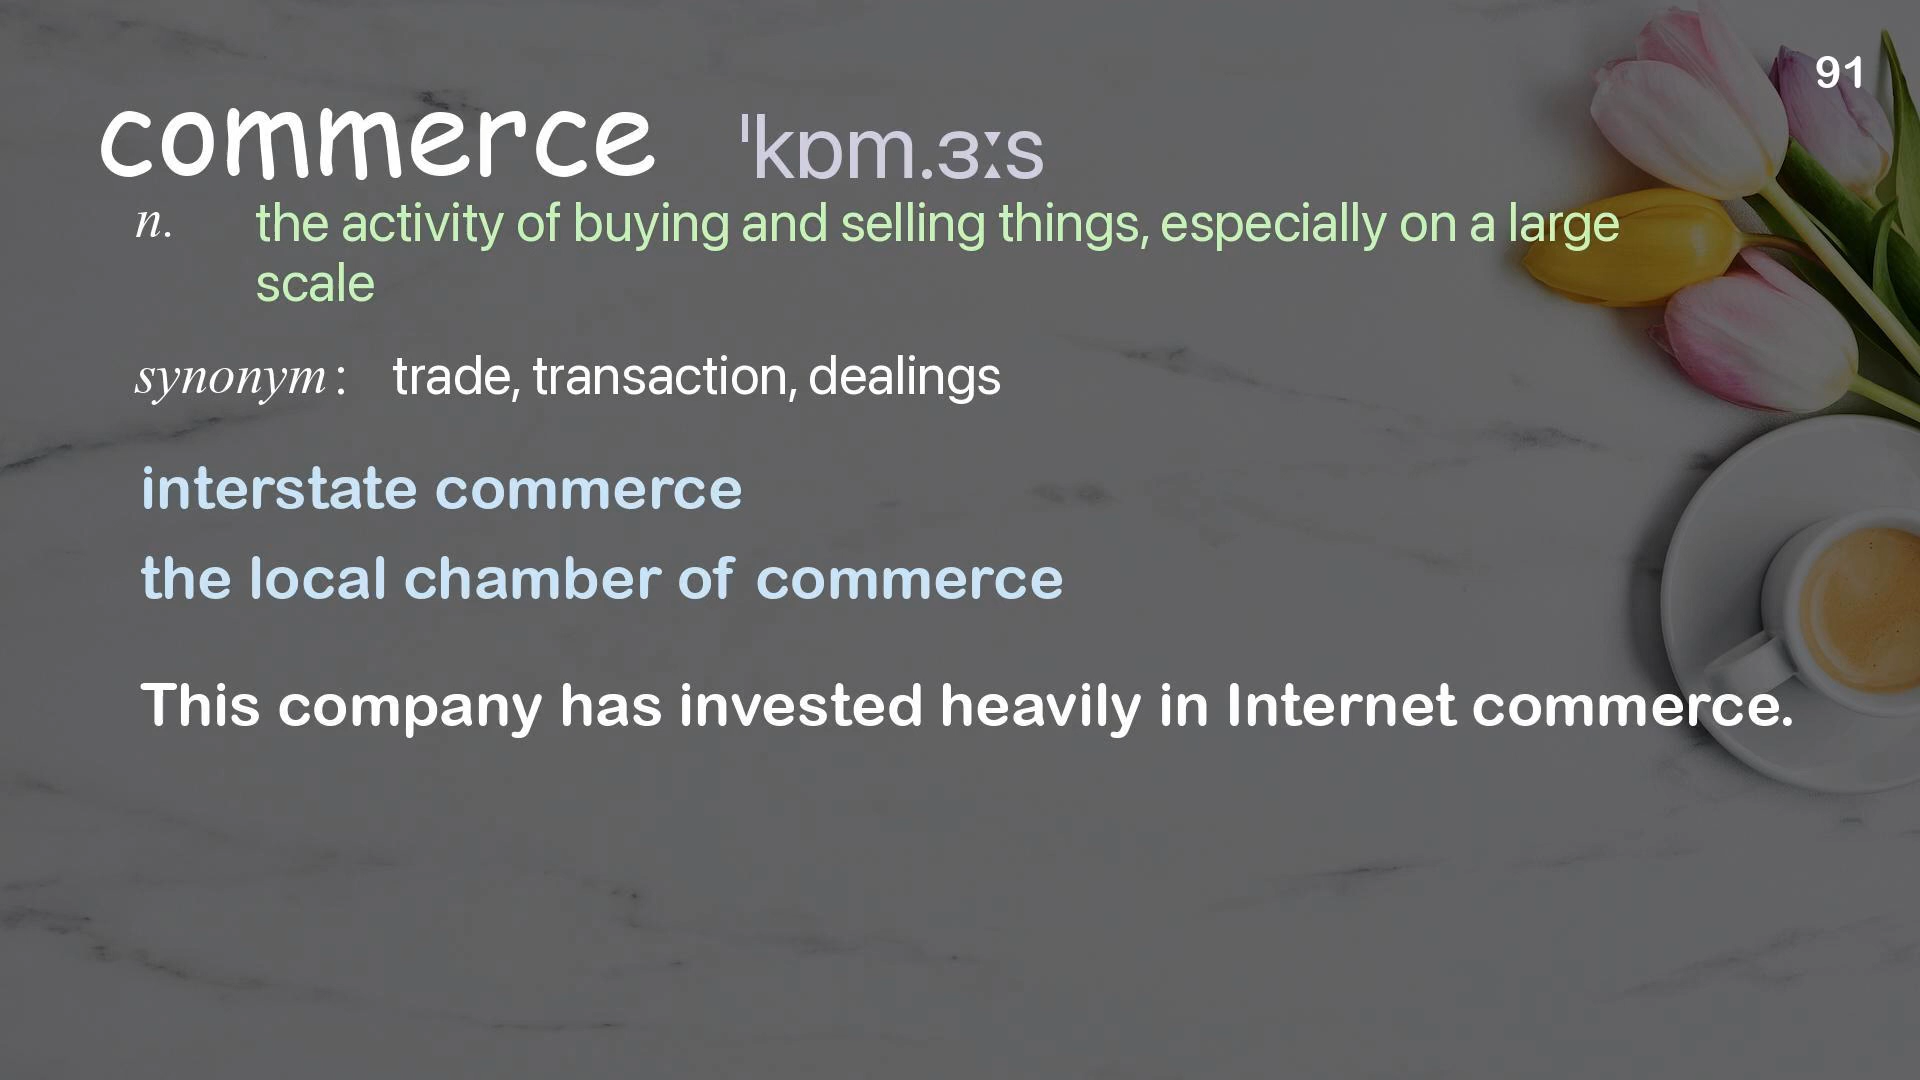 91
commerce ˈkɒm.ɜːs
n. the activity of buying and selling things, especially on a large
scale
synonym: trade, transaction, dealings
interstate commerce
the local chamber of commerce
This company has invested heavily in Internet commerce.